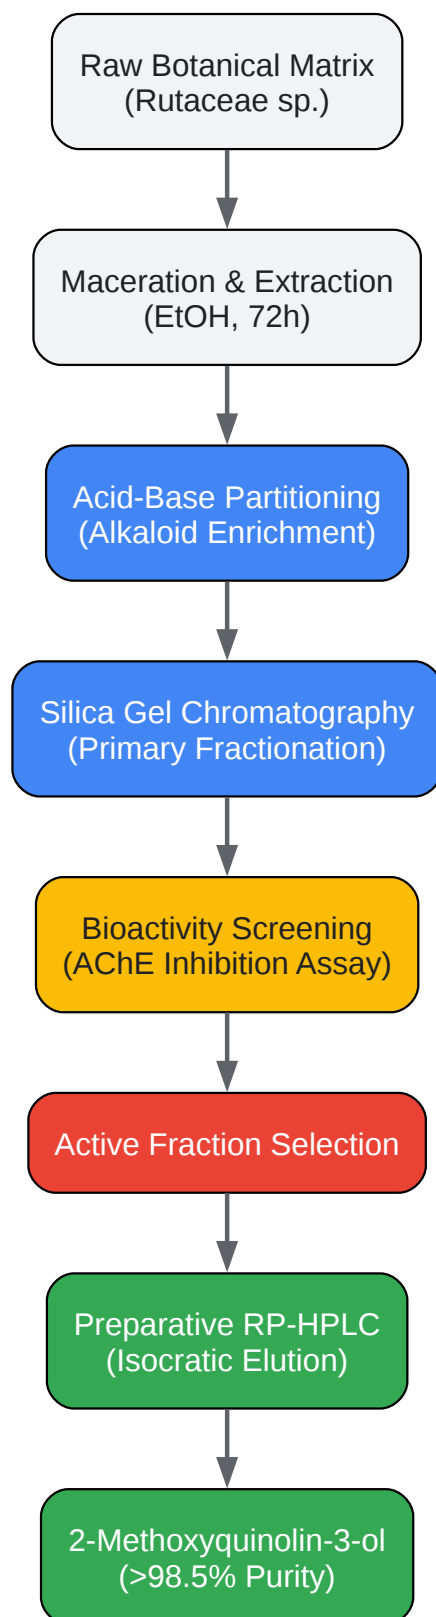 Raw Botanical Matrix
(Rutaceae sp.)
Maceration & Extraction
(EtOH, 72h)
Acid-Base Partitioning
(Alkaloid Enrichment)
Silica Gel Chromatography
(Primary Fractionation)
Bioactivity Screening
(AChE Inhibition Assay)
Active Fraction Selection
Preparative RP-HPLC
(Isocratic Elution)
2-Methoxyquinolin-3-ol
(>98.5% Purity)